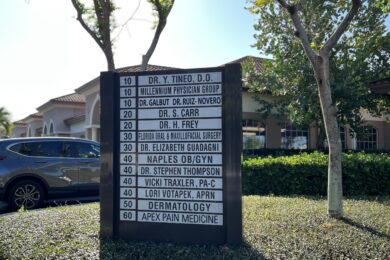 10 DR. Y. TINEO, D.O.
10 MILLENNIUM PHYSICIAN GROUP
10 DR. GALBUT DR. RUIZ-NOVERO
20 DR. S. CARR
20 DR. H. FREY
30 FLORIDA ORAL & MAXILLOFACIAL SURGERY
30 DR. ELIZABETH GUADAGNI
30 NAPLES OB/GYN
40 DR. STEPHEN THOMPSON
40 VICKI TRAXLER, PA-C
40 LORI VOTAPEK, ARNP
50 DERMATOLOGY
60 APEX PAIN MEDICINE